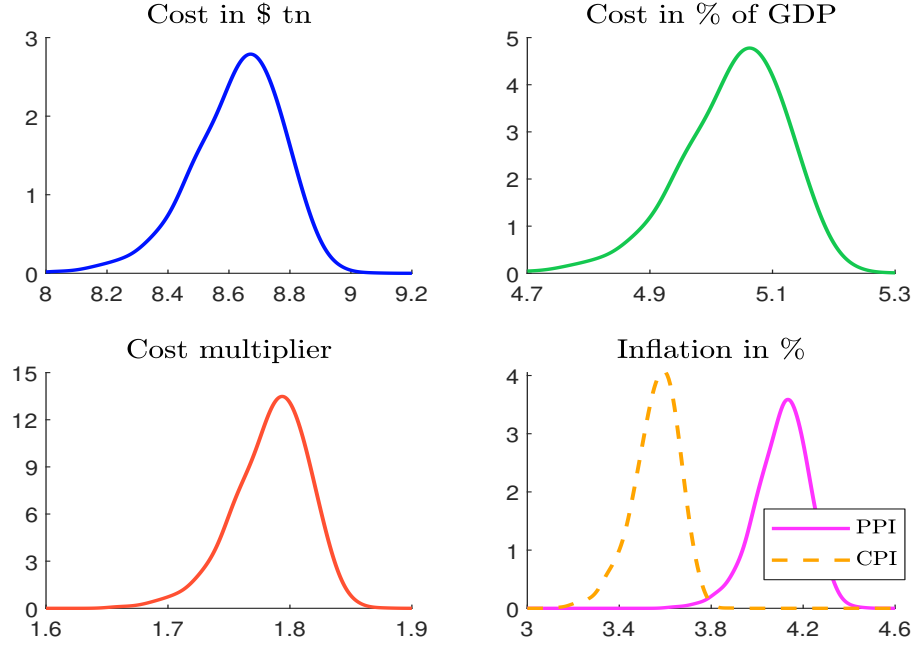 Cost in $ tn
3
2
1
0
8 8.2 8.4 8.6 8.8 9 9.2
Cost in % of GDP
5
4
3
2
1
0
4.7 4.9 5.1 5.3
Cost multiplier
15
12
9
6
3
0
1.6 1.7 1.8 1.9
Inflation in %
4
3
2
1
0
3 3.4 3.8 4.2 4.6
PPI
CPI